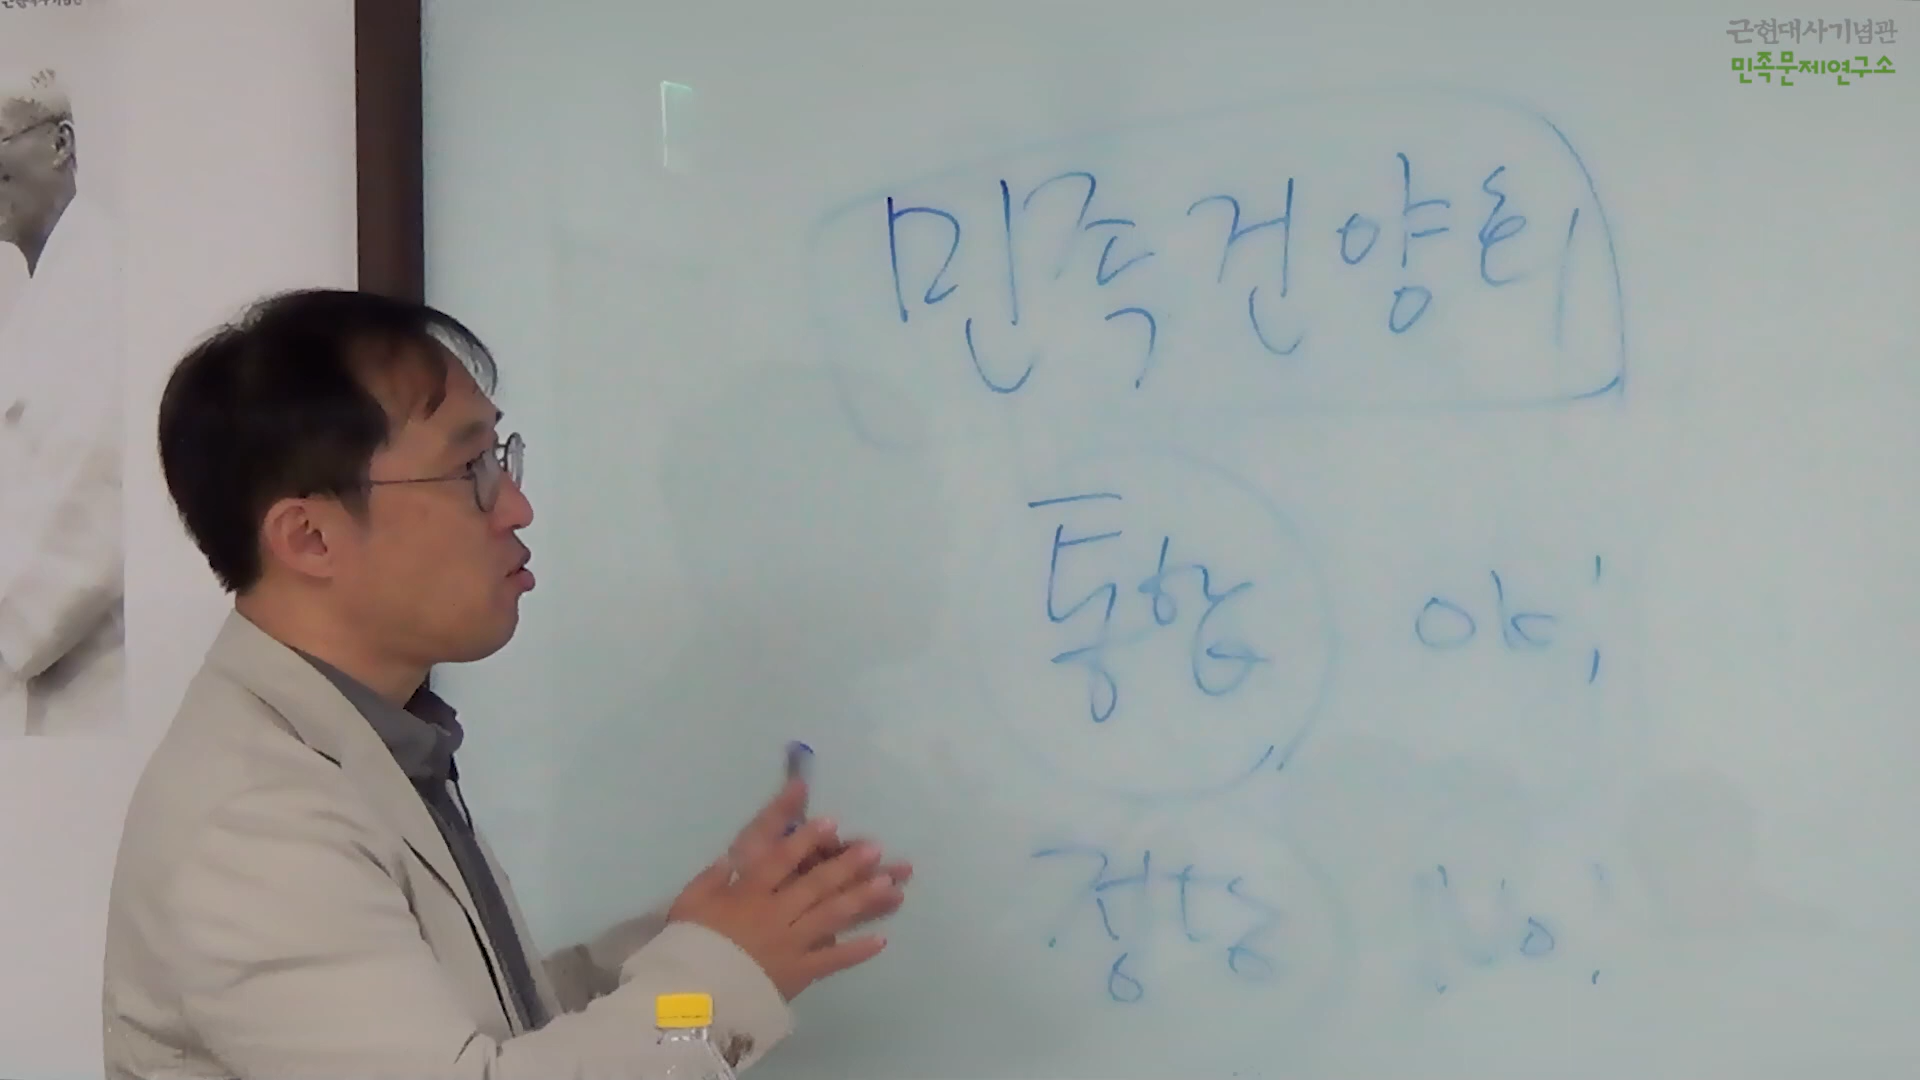 근현대사기념관
민족문제연구소
민족건양회
통합 OK!
정당 No!